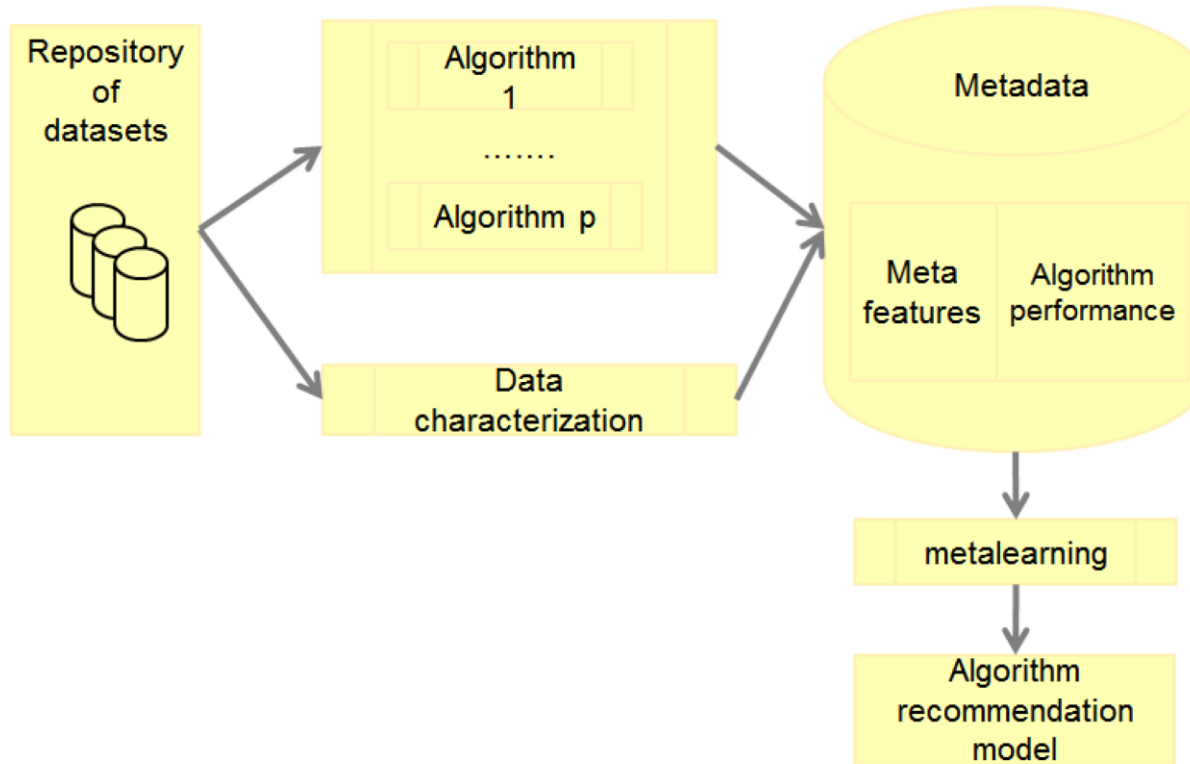 Repository
of
datasets
Algorithm
1
.......
Algorithm p
Data
characterization
Metadata
Meta
features
Algorithm
performance
metalearning
Algorithm
recommendation
model